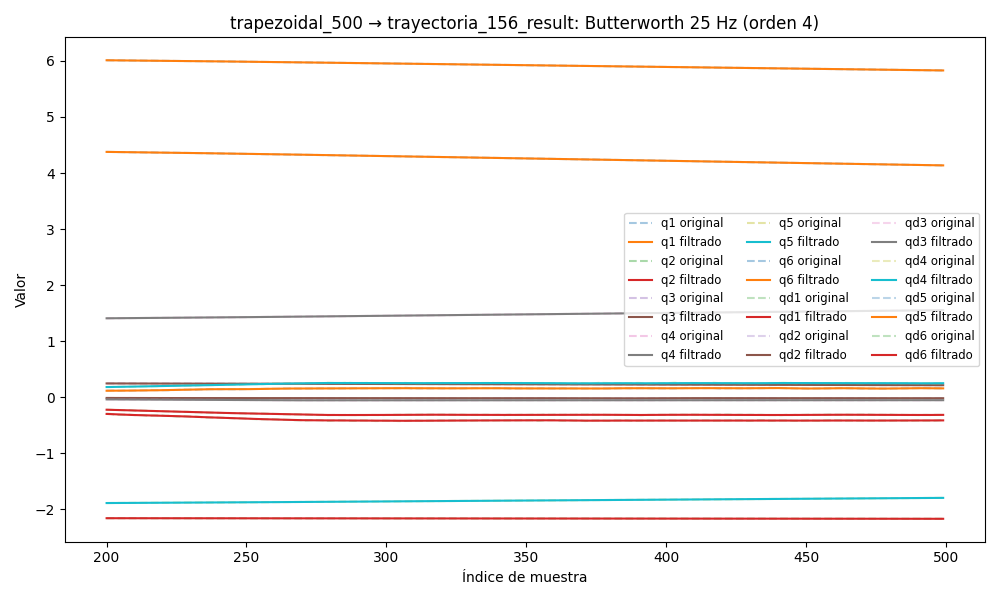 trapezoidal_500 → trayectoria_156_result: Butterworth 25 Hz (orden 4)
Valor
6
5
4
3
2
1
0
−1
−2
q1 original
q1 filtrado
q2 original
q2 filtrado
q3 original
q3 filtrado
q4 original
q4 filtrado
q5 original
q5 filtrado
q6 original
q6 filtrado
qd1 original
qd1 filtrado
qd2 original
qd2 filtrado
qd3 original
qd3 filtrado
qd4 original
qd4 filtrado
qd5 original
qd5 filtrado
qd6 original
qd6 filtrado
200 250 300 350 400 450 500
Índice de muestra